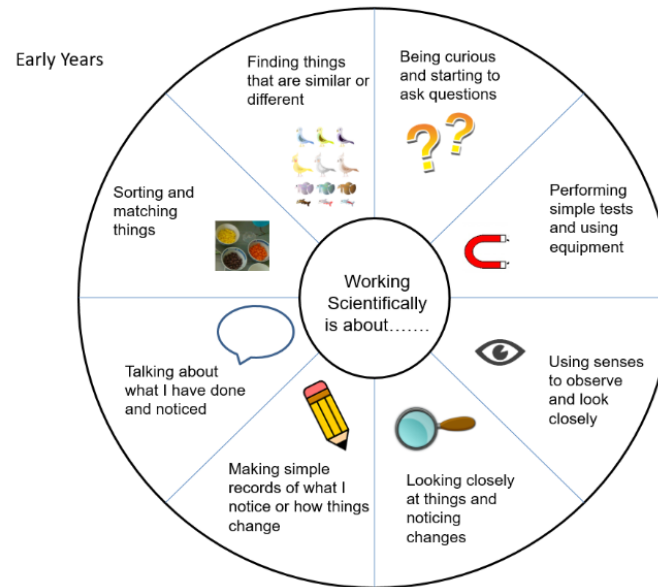 Early Years
Finding things
that are similar or
different
Being curious
and starting to
ask questions
Performing
simple tests
and using
equipment
Using senses
to observe
and look
closely
Looking closely
at things and
noticing
changes
Making simple
records of what I
notice or how things
change
Talking about
what I have done
and noticed
Sorting and
matching
things
Working
Scientifically
is about…….